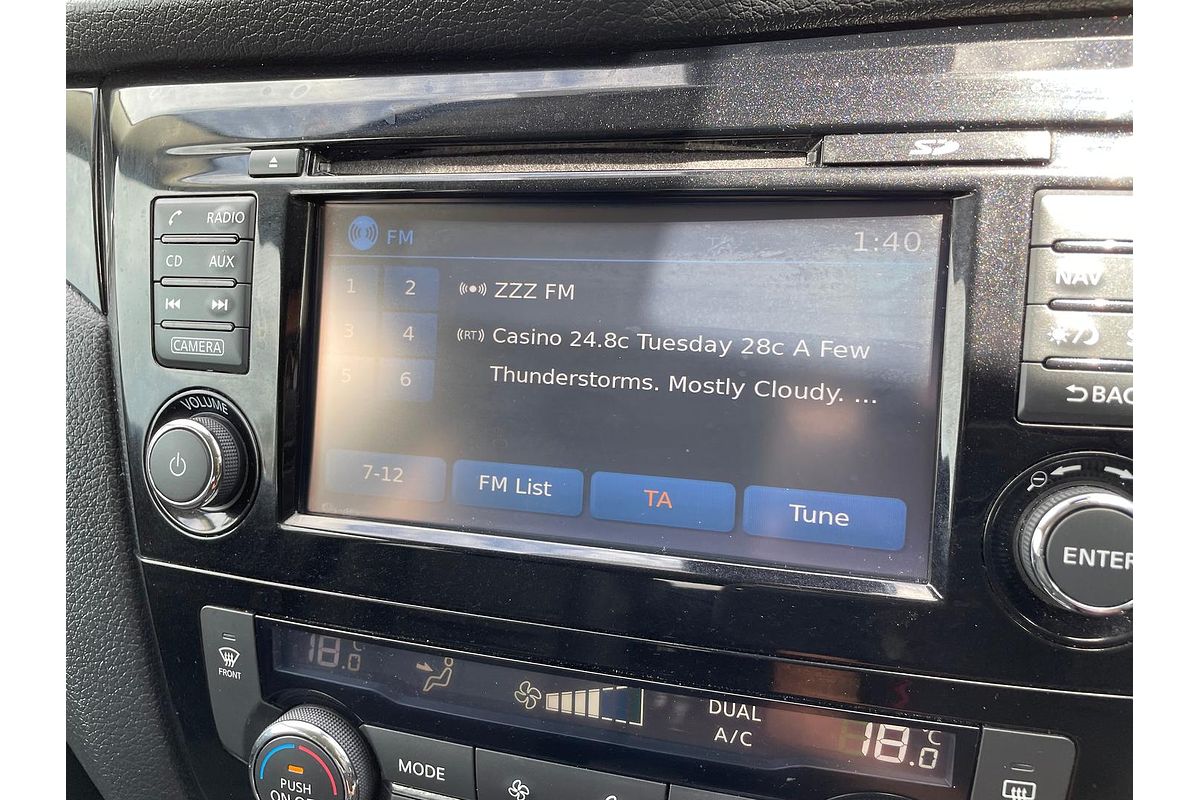 SD
RADIO
CD AUX
CAMERA
VOLUME
FM 1:40
1 2
3 4
5 6
ZZZ FM
RT Casino 24.8c Tuesday 28c A Few
Thunderstorms. Mostly Cloudy. ...
7-12 FM List TA Tune
NAV
BAC
ENTER
FRONT
18.0 °C
DUAL
A/C
18.0 °C
PUSH
MODE